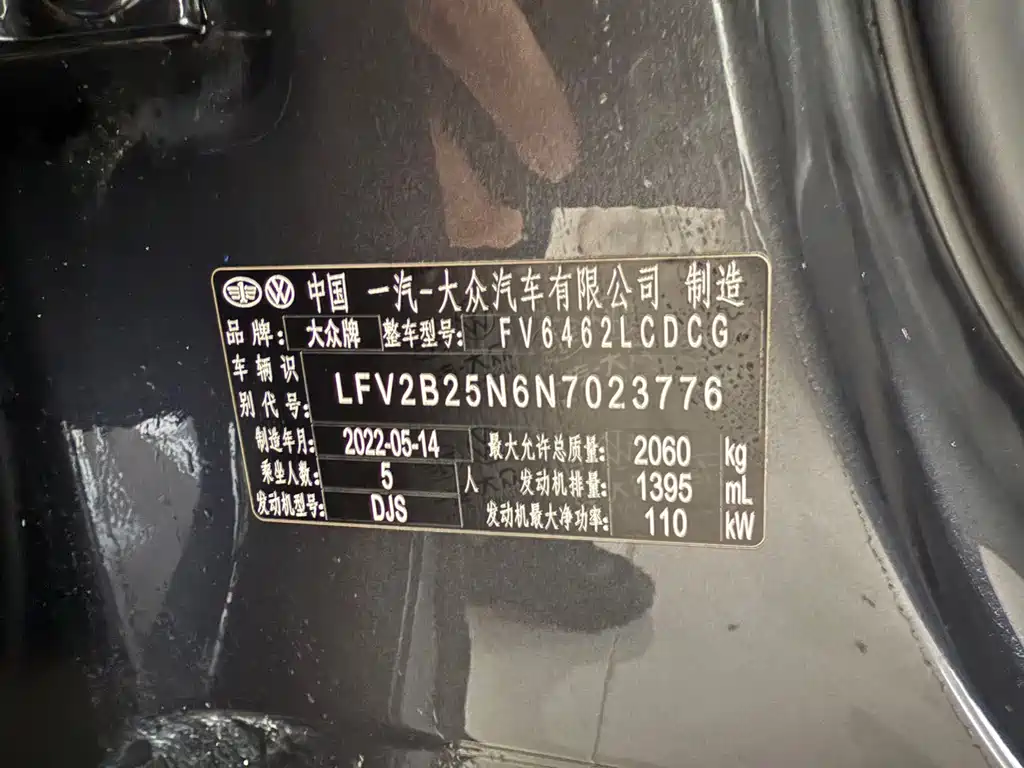 中国 一汽-大众汽车有限公司 制造
品牌: 大众牌 整车型号: FV6462LCDCG
车辆识别代号: LFV2B25N6N7023776
制造年月: 2022-05-14 最大允许总质量: 2060 kg
乘坐人数: 5 人 发动机排量: 1395 mL
发动机型号: DJS 发动机最大净功率: 110 kW